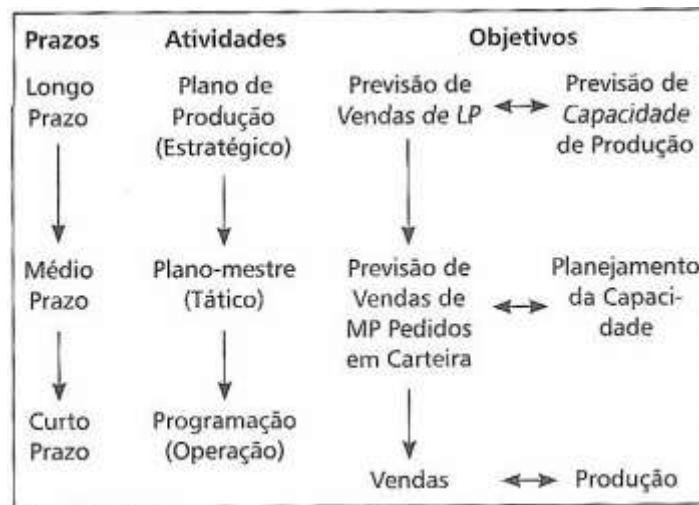 Prazos Atividades Objetivos
Longo
Prazo
Plano de
Produção
(Estratégico)
Previsão de
Vendas de LP
Previsão de
Capacidade
de Produção
Médio
Prazo
Plano-mestre
(Tático)
Previsão de
Vendas de
MP Pedidos
em Carteira
Planejamento
da Capaci-
dade
Curto
Prazo
Programação
(Operação)
Vendas
Produção